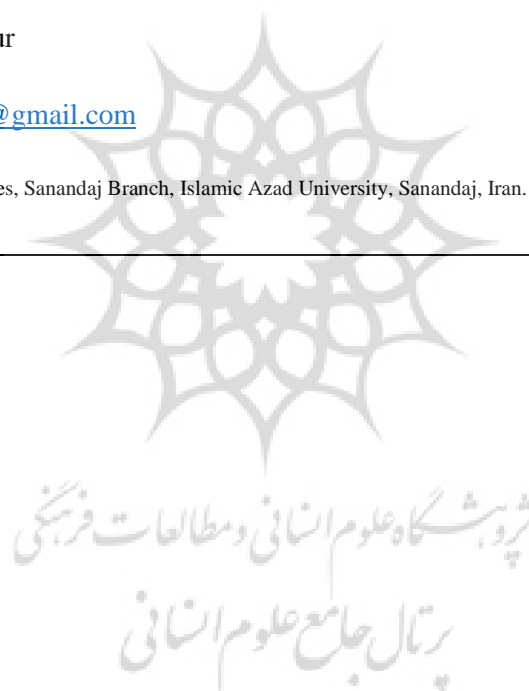 ur
@gmail.com
es, Sanandaj Branch, Islamic Azad University, Sanandaj, Iran.
پژوهشگاه علوم انسانی و مطالعات فرهنگی
پرتال جامع علوم انسانی